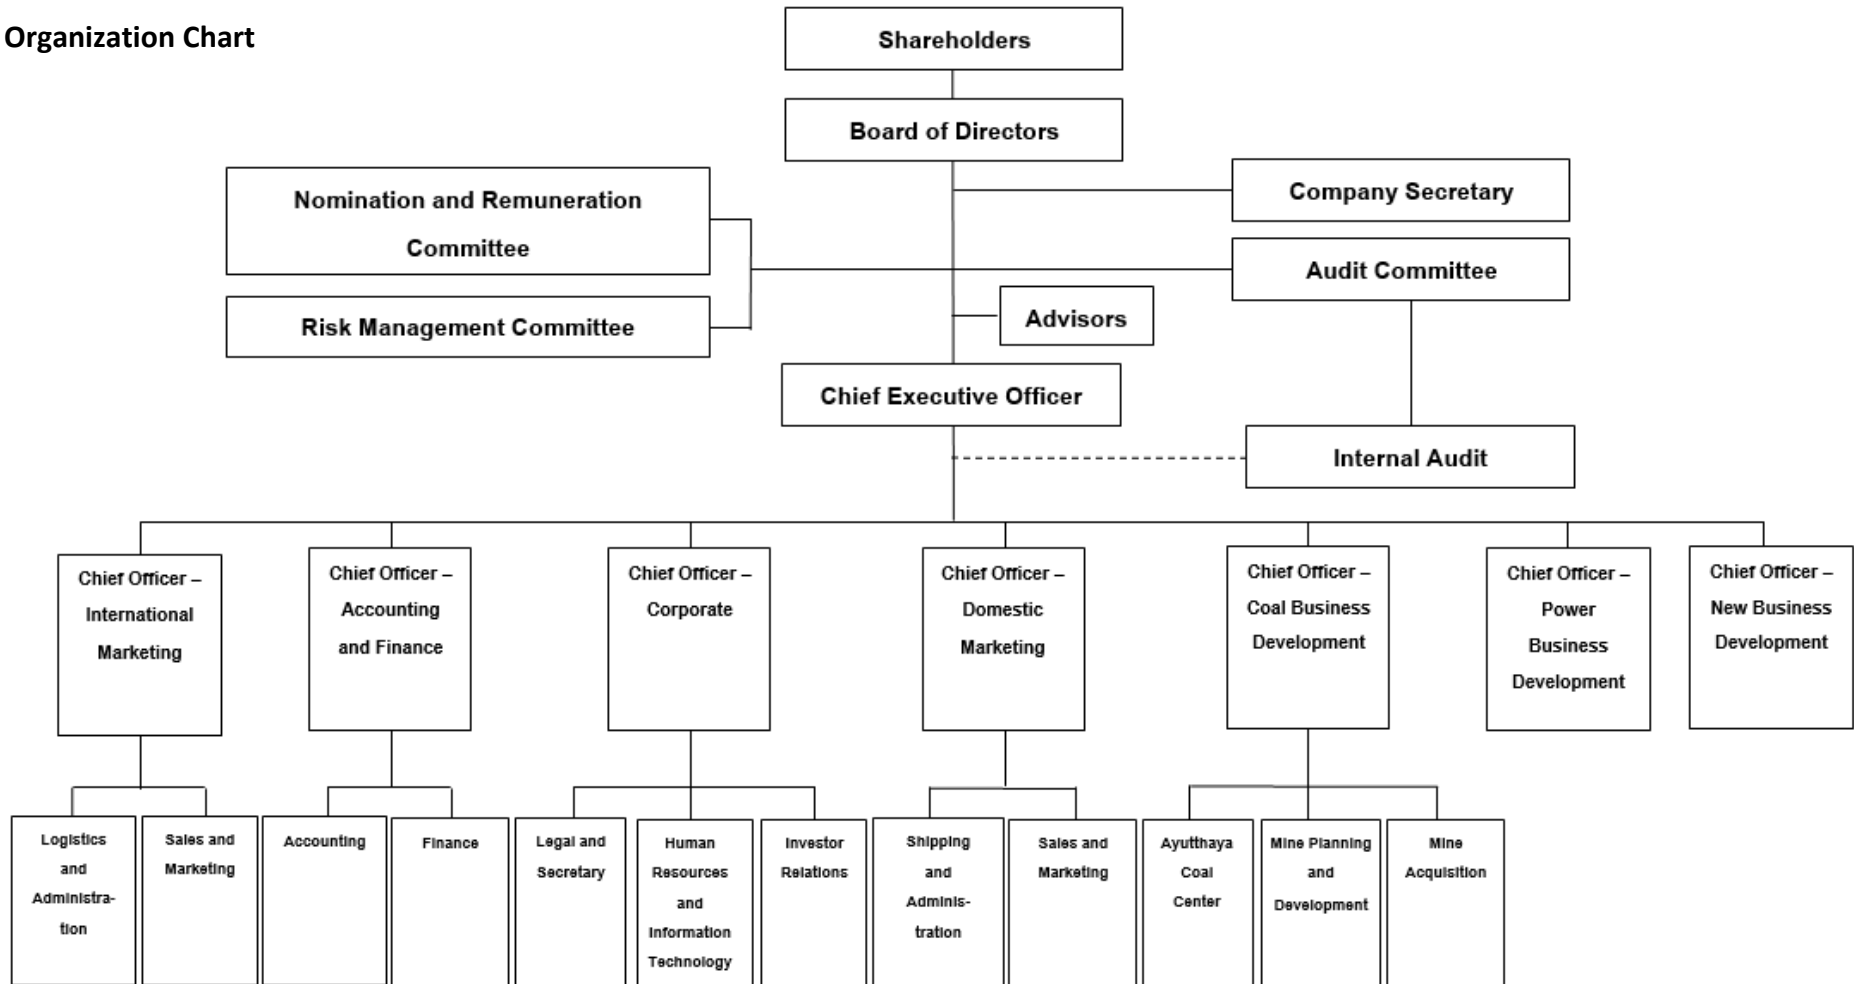 Organization Chart
Shareholders
Board of Directors
Nomination and Remuneration
Committee
Company Secretary
Audit Committee
Risk Management Committee
Advisors
Chief Executive Officer
Internal Audit
Chief Officer –
International
Marketing
Chief Officer –
Accounting
and Finance
Chief Officer –
Corporate
Chief Officer –
Domestic
Marketing
Chief Officer –
Coal Business
Development
Chief Officer –
Power
Business
Development
Chief Officer –
New Business
Development
Logistics
and
Administra-
tion
Sales and
Marketing
Accounting
Finance
Legal and
Secretary
Human
Resources
and
Information
Technology
Investor
Relations
Shipping
and
Adminis-
tration
Sales and
Marketing
Ayutthaya
Coal
Center
Mine Planning
and
Development
Mine
Acquisition